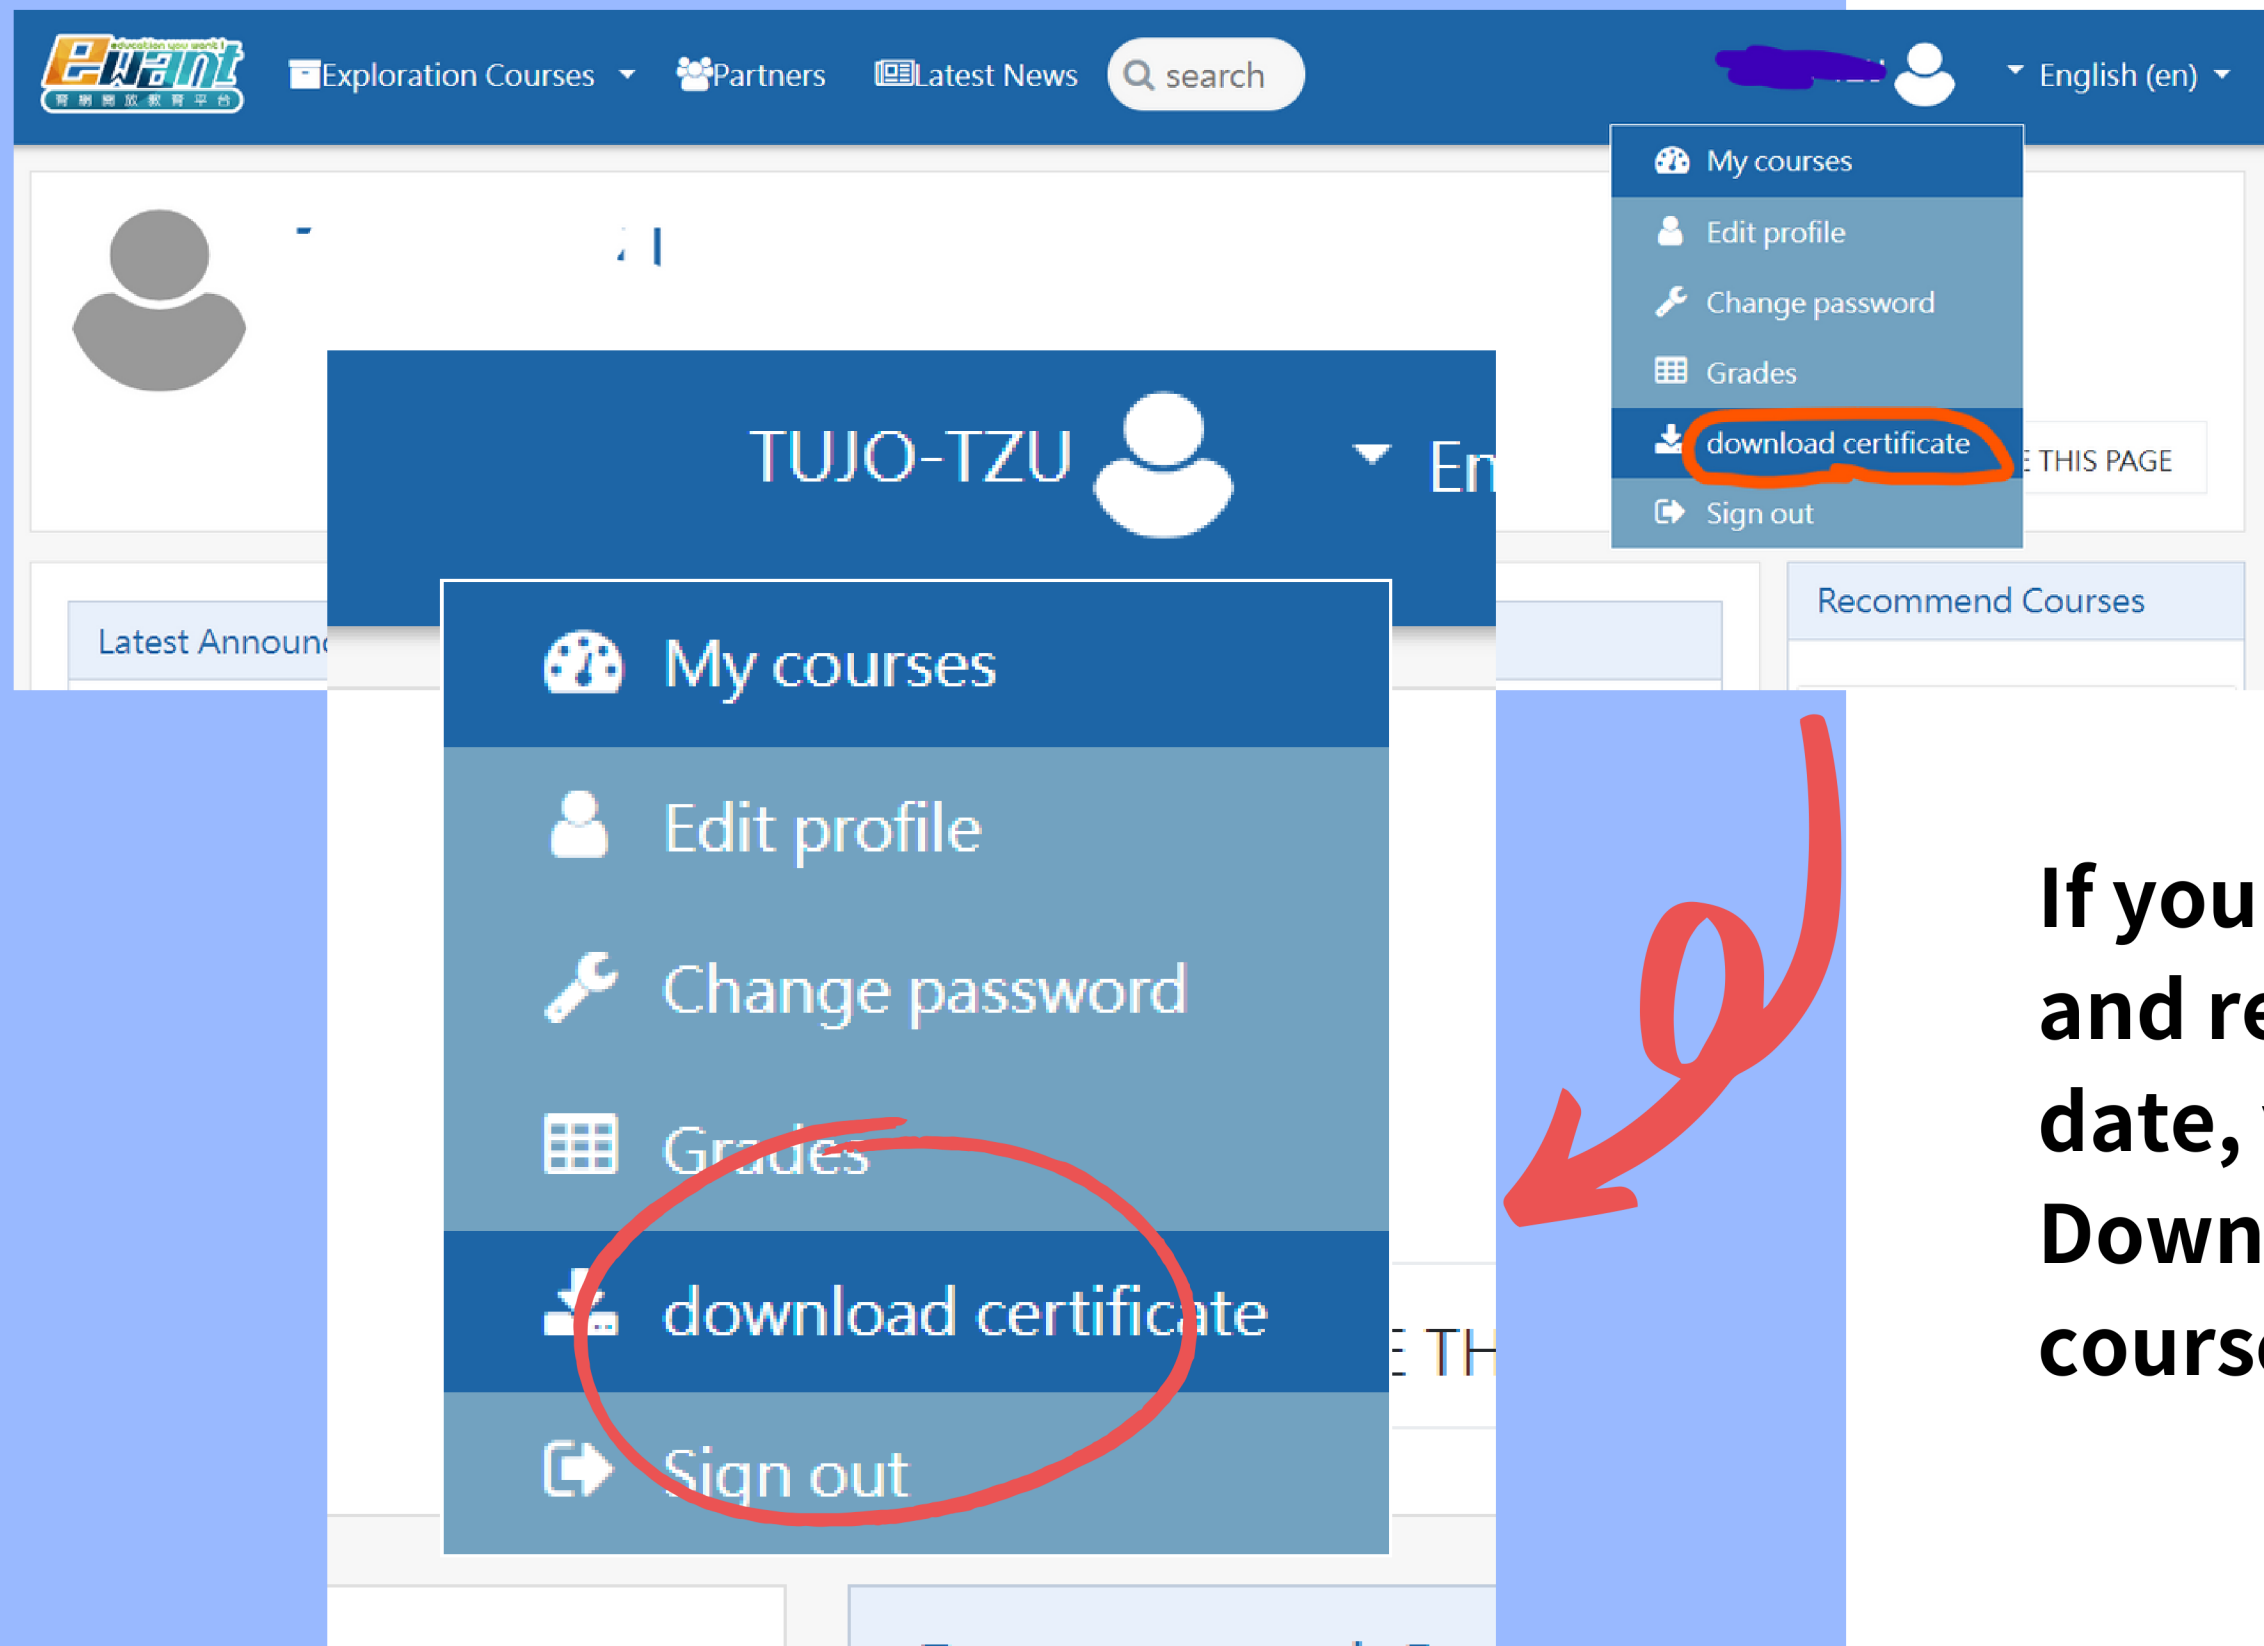 education you want !
ewant
育網開放教育平台
Exploration Courses
Partners
Latest News
search
English (en)
My courses
Edit profile
Change password
Grades
download certificate
Sign out
THIS PAGE
Recommend Courses
Latest Announc
TUJO-TZU
En
My courses
Edit profile
Change password
Grades
download certificate
Sign out
E TH
If you
and re
date,
Down
course